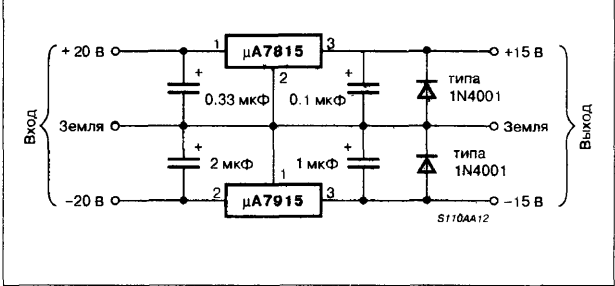 + 20 В
1
μA7815
3
+15 В
2
+
0.33 мкФ
+
0.1 мкФ
типа
1N4001
Вход
Земля
Земля
Выход
+
2 мкФ
+
1 мкФ
типа
1N4001
1
−20 В
2
μA7915
3
−15 В
S110AA12